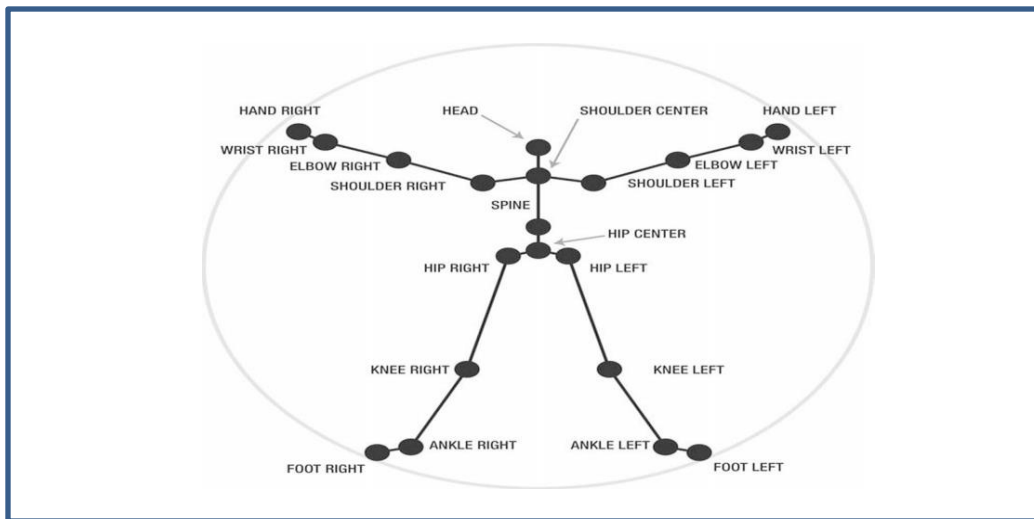 HAND RIGHT
HEAD
SHOULDER CENTER
HAND LEFT
WRIST RIGHT
WRIST LEFT
ELBOW RIGHT
ELBOW LEFT
SHOULDER RIGHT
SHOULDER LEFT
SPINE
HIP CENTER
HIP RIGHT
HIP LEFT
KNEE RIGHT
KNEE LEFT
ANKLE RIGHT
ANKLE LEFT
FOOT RIGHT
FOOT LEFT